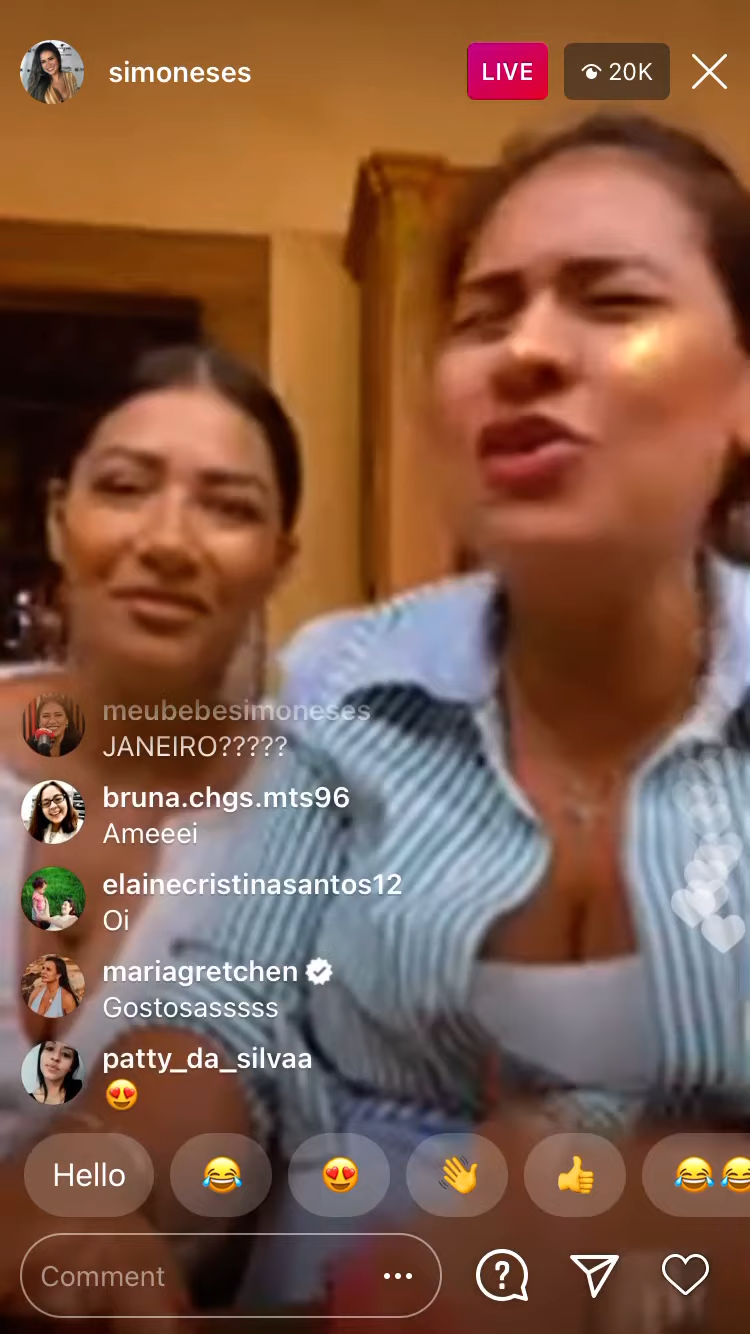 simoneses
LIVE
20K
meubebesimoneses
JANEIRO?????
bruna.chgs.mts96
Ameeei
elainecristinasantos12
Oi
mariagretchen
Gostosasssss
patty_da_silvaa
😍
Hello 😂 😍 👋 👍 😂😂
Comment